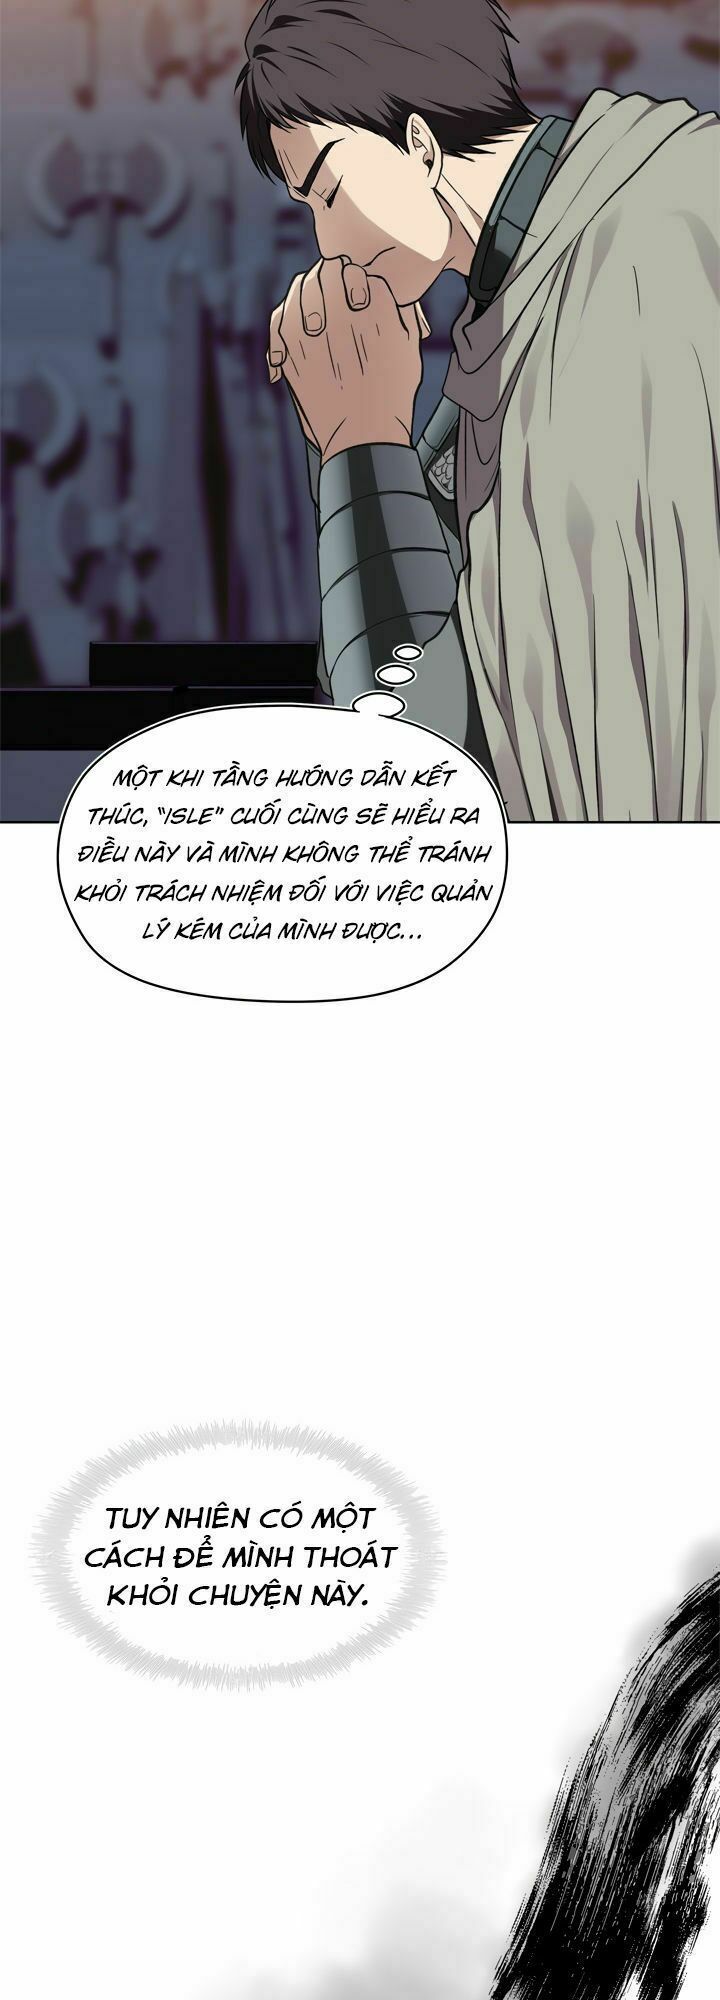 MỘT KHI TẦNG HƯỚNG DẪN KẾT
THÚC, "ISLE" CUỐI CÙNG SẼ HIỂU RA
ĐIỀU NÀY VÀ MÌNH KHÔNG THỂ TRÁNH
KHỎI TRÁCH NHIỆM ĐỐI VỚI VIỆC QUẢN
LÝ KÉM CỦA MÌNH ĐƯỢC...
TUY NHIÊN CÓ MỘT
CÁCH ĐỂ MÌNH THOÁT
KHỎI CHUYỆN NÀY.